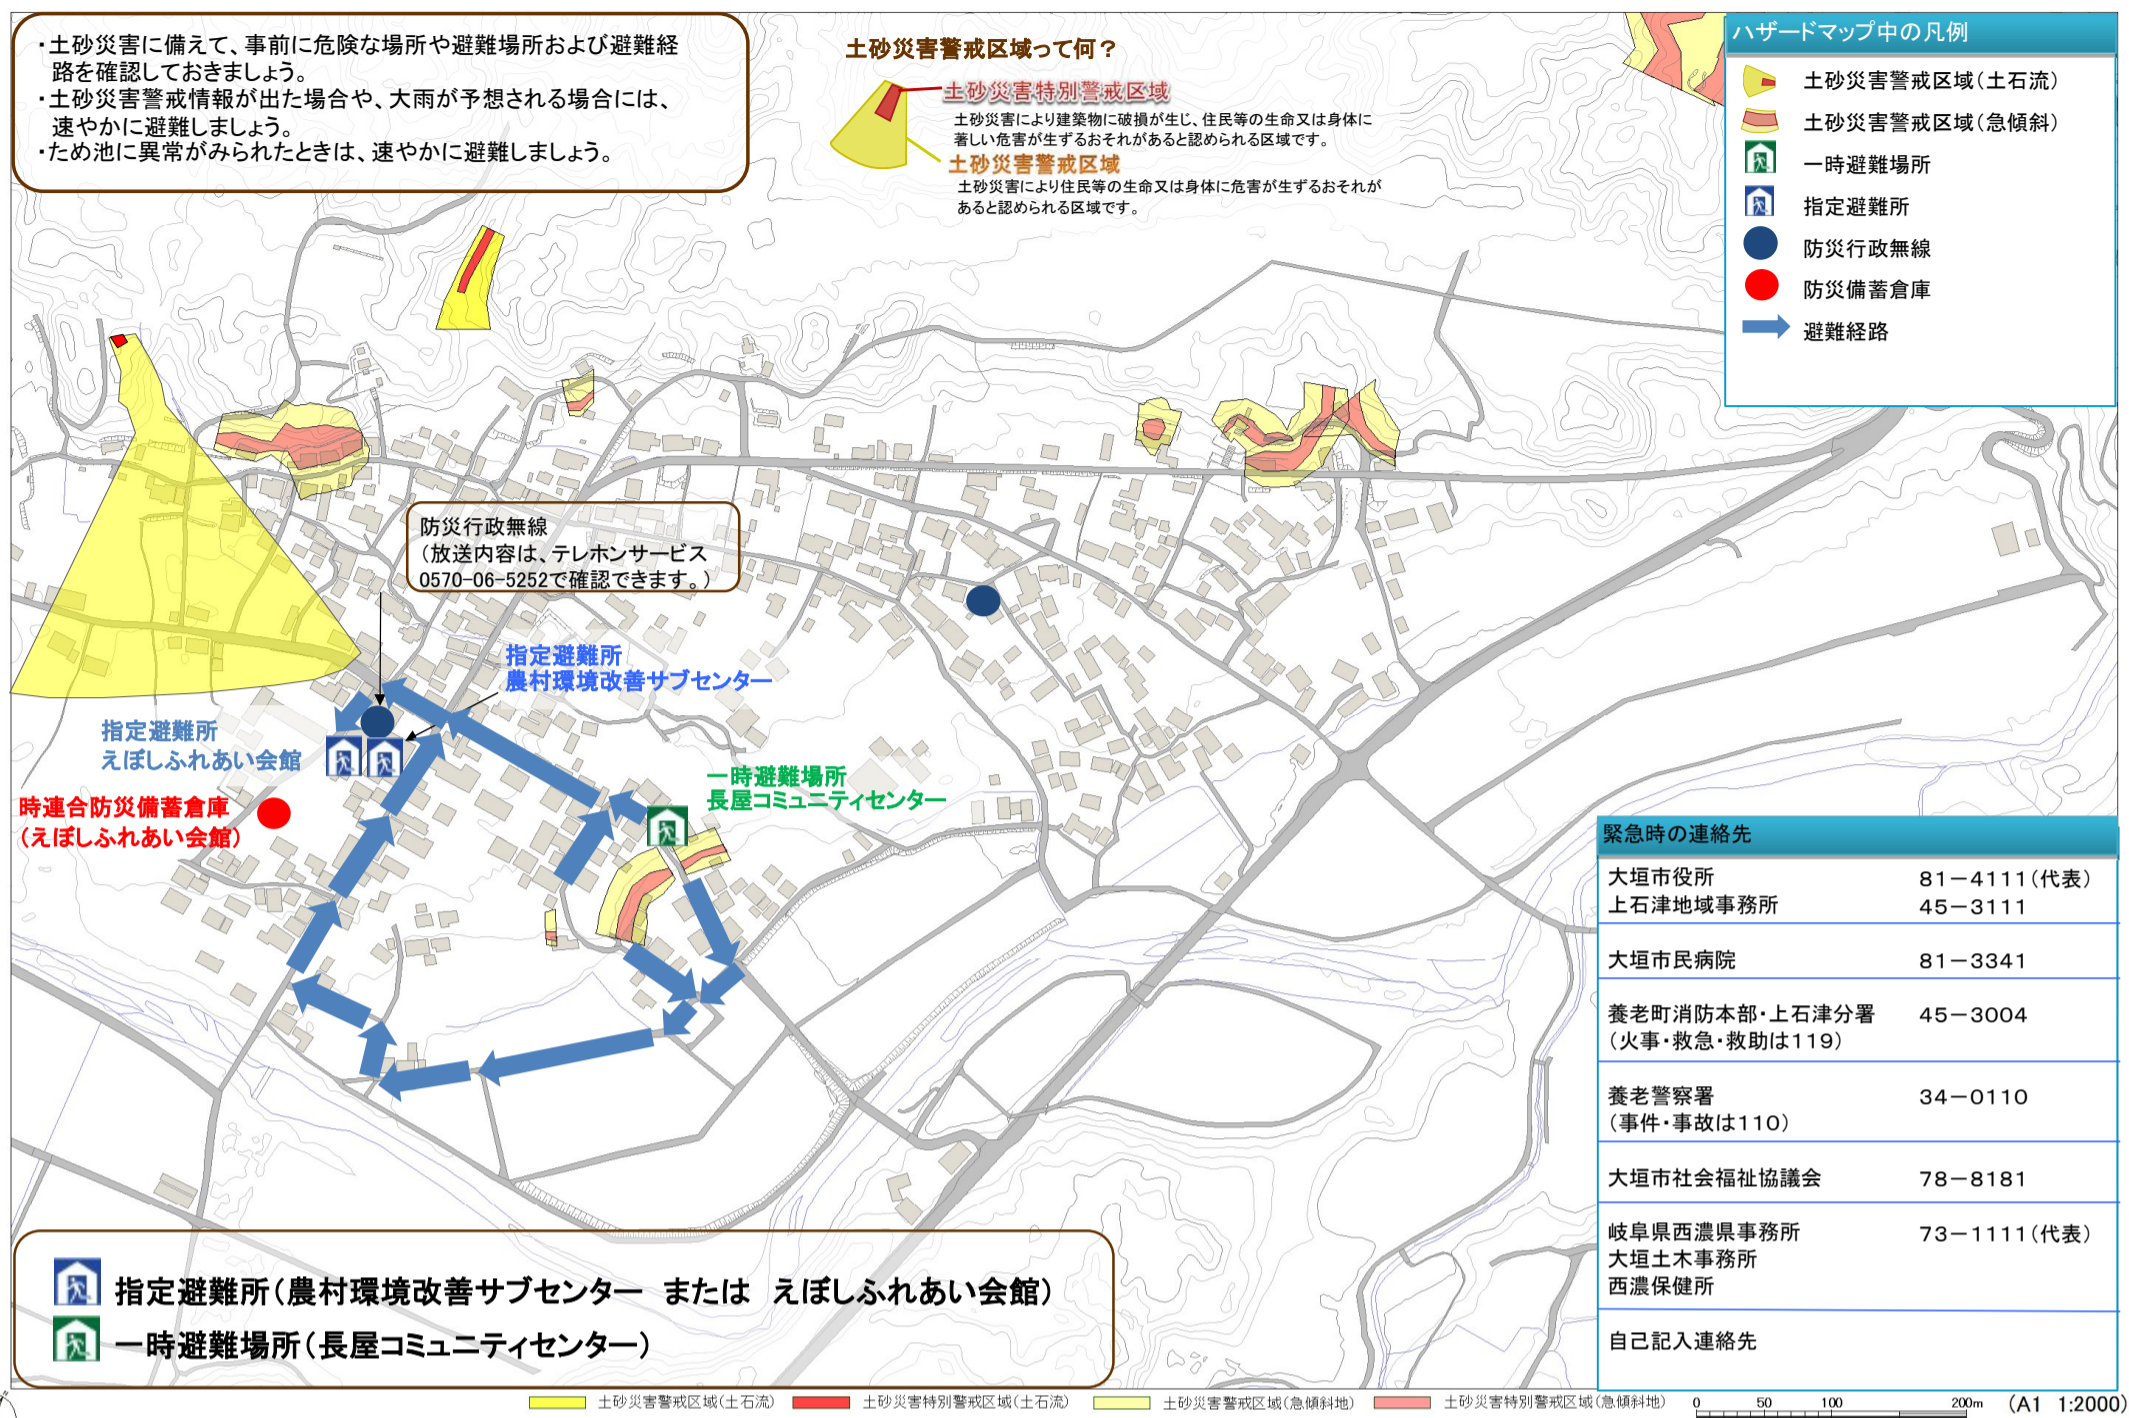 ・土砂災害に備えて、事前に危険な場所や避難場所および避難経
路を確認しておきましょう。
・土砂災害警戒情報が出た場合や、大雨が予想される場合には、
速やかに避難しましょう。
・ため池に異常がみられたときは、速やかに避難しましょう。
土砂災害警戒区域って何？
土砂災害特別警戒区域
土砂災害により建築物に破損が生じ、住民等の生命又は身体に
著しい危害が生ずるおそれがあると認められる区域です。
土砂災害警戒区域
土砂災害により住民等の生命又は身体に危害が生ずるおそれが
あると認められる区域です。
ハザードマップ中の凡例
土砂災害警戒区域（土石流）
土砂災害警戒区域（急傾斜）
一時避難場所
指定避難所
防災行政無線
防災備蓄倉庫
避難経路
防災行政無線
（放送内容は、テレホンサービス
0570-06-5252で確認できます。）
指定避難所
農村環境改善サブセンター
指定避難所
えぼしふれあい会館
一時避難場所
長屋コミュニティセンター
時連合防災備蓄倉庫
（えぼしふれあい会館）
緊急時の連絡先
大垣市役所 81－4111（代表）
上石津地域事務所 45－3111
大垣市民病院 81－3341
養老町消防本部・上石津分署 45－3004
（火事・救急・救助は119）
養老警察署 34－0110
（事件・事故は110）
大垣市社会福祉協議会 78－8181
岐阜県西濃県事務所 73－1111（代表）
大垣土木事務所
西濃保健所
自己記入連絡先
指定避難所（農村環境改善サブセンター　または　えぼしふれあい会館）
一時避難場所（長屋コミュニティセンター）
土砂災害警戒区域（土石流） 土砂災害特別警戒区域（土石流） 土砂災害警戒区域（急傾斜地） 土砂災害特別警戒区域（急傾斜地） 0 50 100 200m （A1 1:2000）